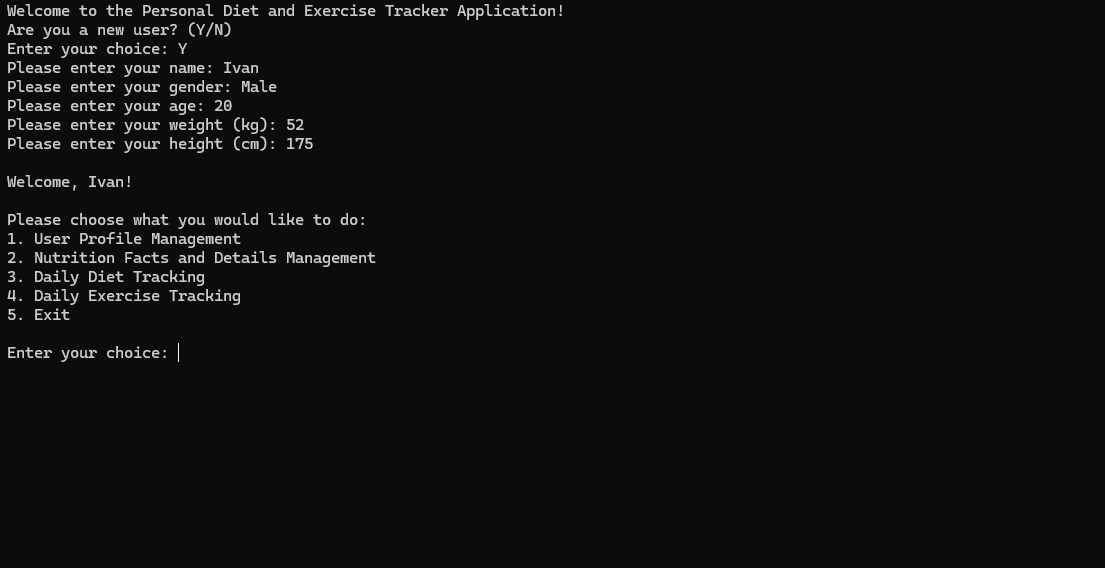 Welcome to the Personal Diet and Exercise Tracker Application!
Are you a new user? (Y/N)
Enter your choice: Y
Please enter your name: Ivan
Please enter your gender: Male
Please enter your age: 20
Please enter your weight (kg): 52
Please enter your height (cm): 175
Welcome, Ivan!
Please choose what you would like to do:
1. User Profile Management
2. Nutrition Facts and Details Management
3. Daily Diet Tracking
4. Daily Exercise Tracking
5. Exit
Enter your choice: